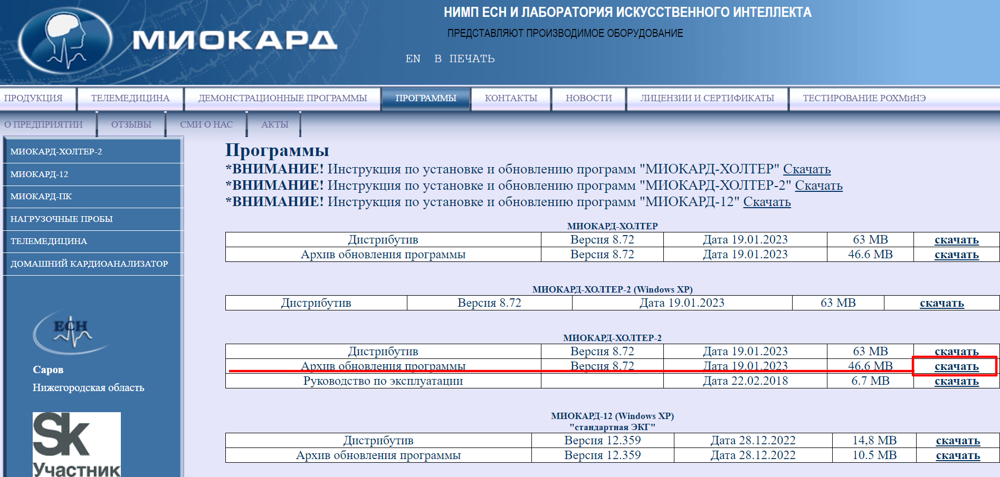 МИОКАРД
НИМП ЕСН И ЛАБОРАТОРИЯ ИСКУССТВЕННОГО ИНТЕЛЛЕКТА
ПРЕДСТАВЛЯЮТ ПРОИЗВОДИМОЕ ОБОРУДОВАНИЕ
EN В ПЕЧАТЬ
ПРОДУКЦИЯ ТЕЛЕМЕДИЦИНА ДЕМОНСТРАЦИОННЫЕ ПРОГРАММЫ ПРОГРАММЫ КОНТАКТЫ НОВОСТИ ЛИЦЕНЗИИ И СЕРТИФИКАТЫ ТЕСТИРОВАНИЕ РОХМиНЭ
О ПРЕДПРИЯТИИ ОТЗЫВЫ СМИ О НАС АКТЫ
МИОКАРД-ХОЛТЕР-2
МИОКАРД-12
МИОКАРД-ПК
НАГРУЗОЧНЫЕ ПРОБЫ
ТЕЛЕМЕДИЦИНА
ДОМАШНИЙ КАРДИОАНАЛИЗАТОР
ЕСН
Саров
Нижегородская область
Sk
Участник
Программы
*ВНИМАНИЕ! Инструкция по установке и обновлению программ "МИОКАРД-ХОЛТЕР" Скачать
*ВНИМАНИЕ! Инструкция по установке и обновлению программ "МИОКАРД-ХОЛТЕР-2" Скачать
*ВНИМАНИЕ! Инструкция по установке и обновлению программ "МИОКАРД-12" Скачать
МИОКАРД-ХОЛТЕР
Дистрибутив Версия 8.72 Дата 19.01.2023 63 MB скачать
Архив обновления программы Версия 8.72 Дата 19.01.2023 46.6 MB скачать
МИОКАРД-ХОЛТЕР-2 (Windows XP)
Дистрибутив Версия 8.72 Дата 19.01.2023 63 MB скачать
МИОКАРД-ХОЛТЕР-2
Дистрибутив Версия 8.72 Дата 19.01.2023 63 MB скачать
Архив обновления программы Версия 8.72 Дата 19.01.2023 46.6 MB скачать
Руководство по эксплуатации Дата 22.02.2018 6.7 MB скачать
МИОКАРД-12 (Windows XP)
"стандартная ЭКГ"
Дистрибутив Версия 12.359 Дата 28.12.2022 14,8 MB скачать
Архив обновления программы Версия 12.359 Дата 28.12.2022 10.5 MB скачать